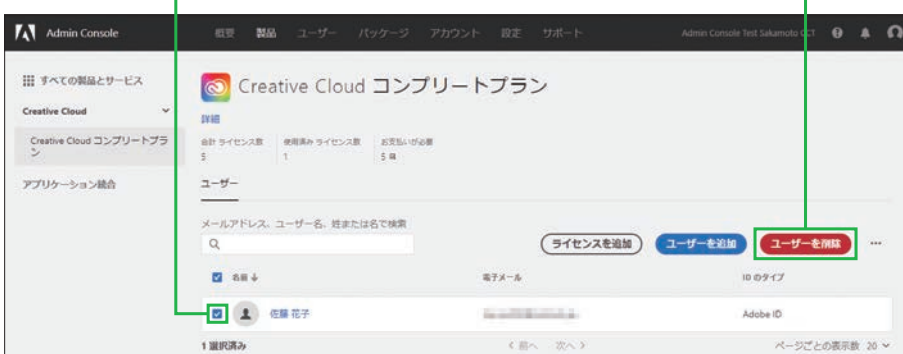 Admin Console
概要 製品 ユーザー パッケージ アカウント 設定 サポート
Admin Console Test Sakamoto CCT
すべての製品とサービス
Creative Cloud
Creative Cloud コンプリートプラン
アプリケーション統合
Creative Cloud コンプリートプラン
詳細
合計 ライセンス数 使用済み ライセンス数 お支払いが必要
5 1 5
ユーザー
メールアドレス、ユーザー名、姓または名で検索
ライセンスを追加 ユーザーを追加 ユーザーを削除 ...
名前 ↓ 電子メール ID のタイプ
佐藤 花子 Adobe ID
1 選択済み < 前へ 次へ > ページごとの表示数 20